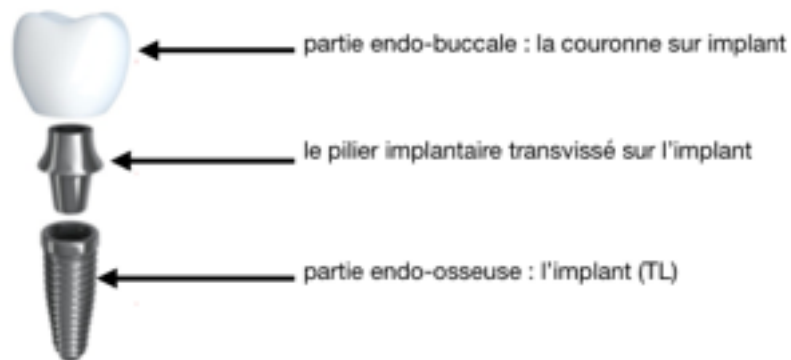 partie endo-buccale : la couronne sur implant
le pilier implantaire transvissé sur l'implant
partie endo-osseuse : l'implant (TL)